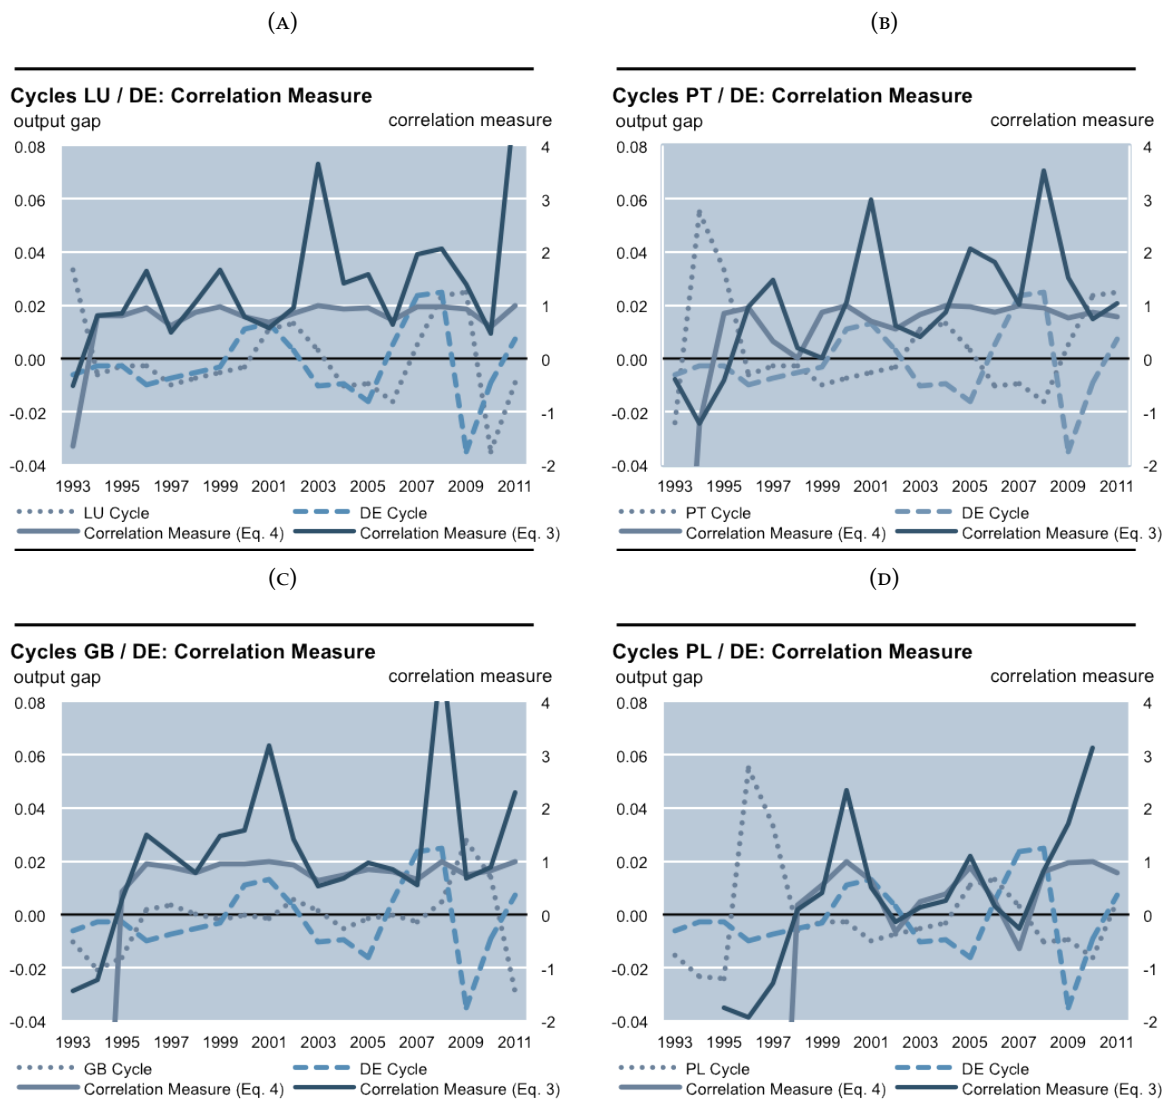 (A)
Cycles LU / DE: Correlation Measure
output gap correlation measure
0.08 4
0.06 3
0.04 2
0.02 1
0.00 0
-0.02 -1
-0.04 -2
1993 1995 1997 1999 2001 2003 2005 2007 2009 2011
LU Cycle DE Cycle
Correlation Measure (Eq. 4) Correlation Measure (Eq. 3)
(B)
Cycles PT / DE: Correlation Measure
output gap correlation measure
0.08 4
0.06 3
0.04 2
0.02 1
0.00 0
-0.02 -1
-0.04 -2
1993 1995 1997 1999 2001 2003 2005 2007 2009 2011
PT Cycle DE Cycle
Correlation Measure (Eq. 4) Correlation Measure (Eq. 3)
(C)
Cycles GB / DE: Correlation Measure
output gap correlation measure
0.08 4
0.06 3
0.04 2
0.02 1
0.00 0
-0.02 -1
-0.04 -2
1993 1995 1997 1999 2001 2003 2005 2007 2009 2011
GB Cycle DE Cycle
Correlation Measure (Eq. 4) Correlation Measure (Eq. 3)
(D)
Cycles PL / DE: Correlation Measure
output gap correlation measure
0.08 4
0.06 3
0.04 2
0.02 1
0.00 0
-0.02 -1
-0.04 -2
1993 1995 1997 1999 2001 2003 2005 2007 2009 2011
PL Cycle DE Cycle
Correlation Measure (Eq. 4) Correlation Measure (Eq. 3)